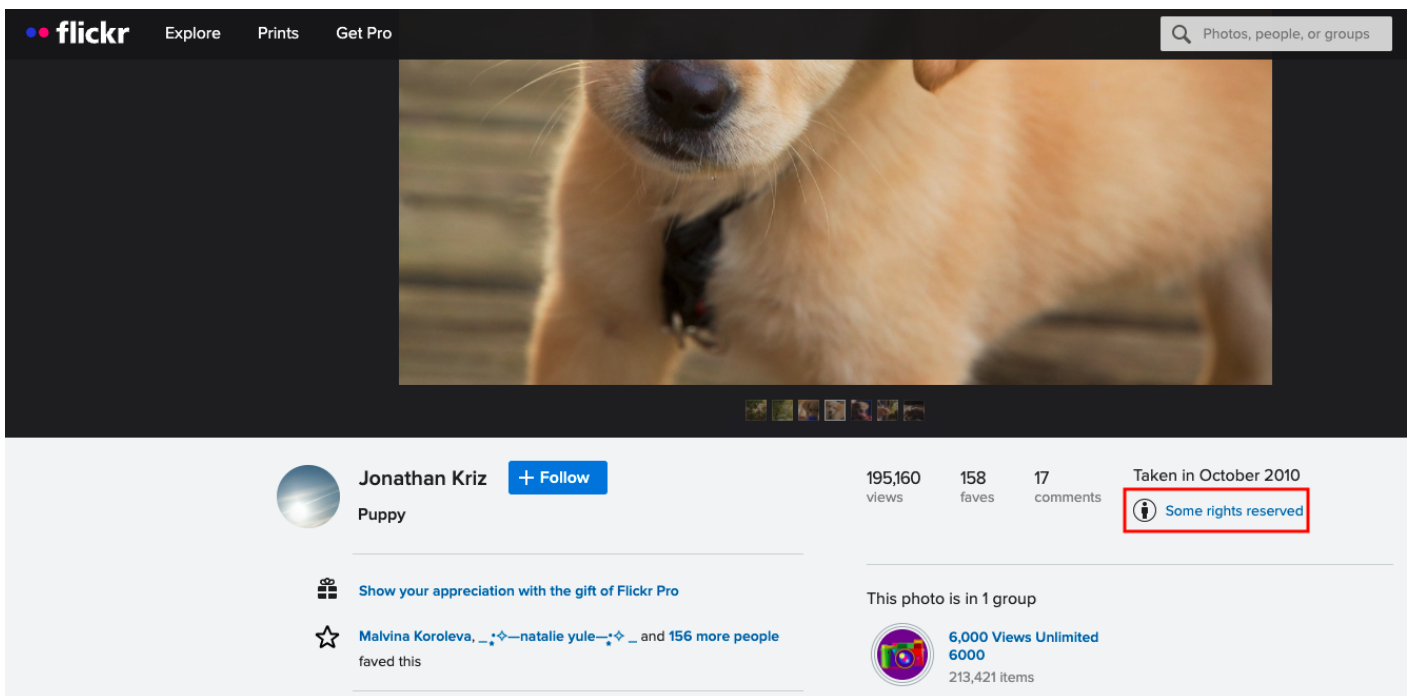 flickr Explore Prints Get Pro Photos, people, or groups
Jonathan Kriz + Follow
Puppy
195,160 158 17
views faves comments
Taken in October 2010
Some rights reserved
Show your appreciation with the gift of Flickr Pro
Malvina Koroleva, _ ⁎̩͙✧—natalie yule—⁎̩͙✧ _ and 156 more people
faved this
This photo is in 1 group
6,000 Views Unlimited
6000
213,421 items